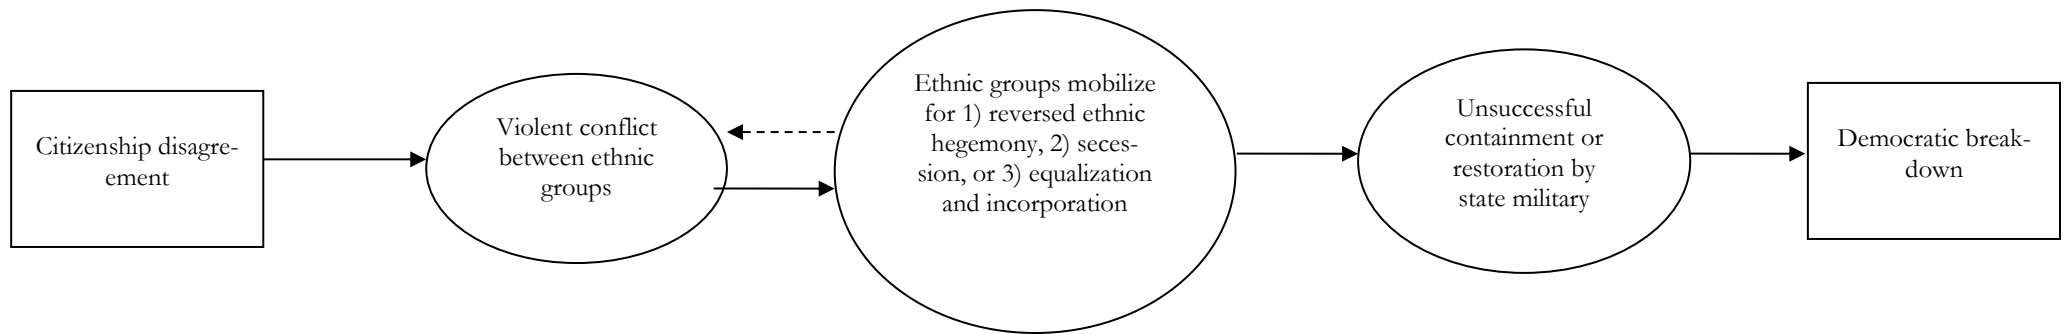 Citizenship disagre-
ement
Violent conflict
between ethnic
groups
Ethnic groups mobilize
for 1) reversed ethnic
hegemony, 2) seces-
sion, or 3) equalization
and incorporation
Unsuccessful
containment or
restoration by
state military
Democratic break-
down